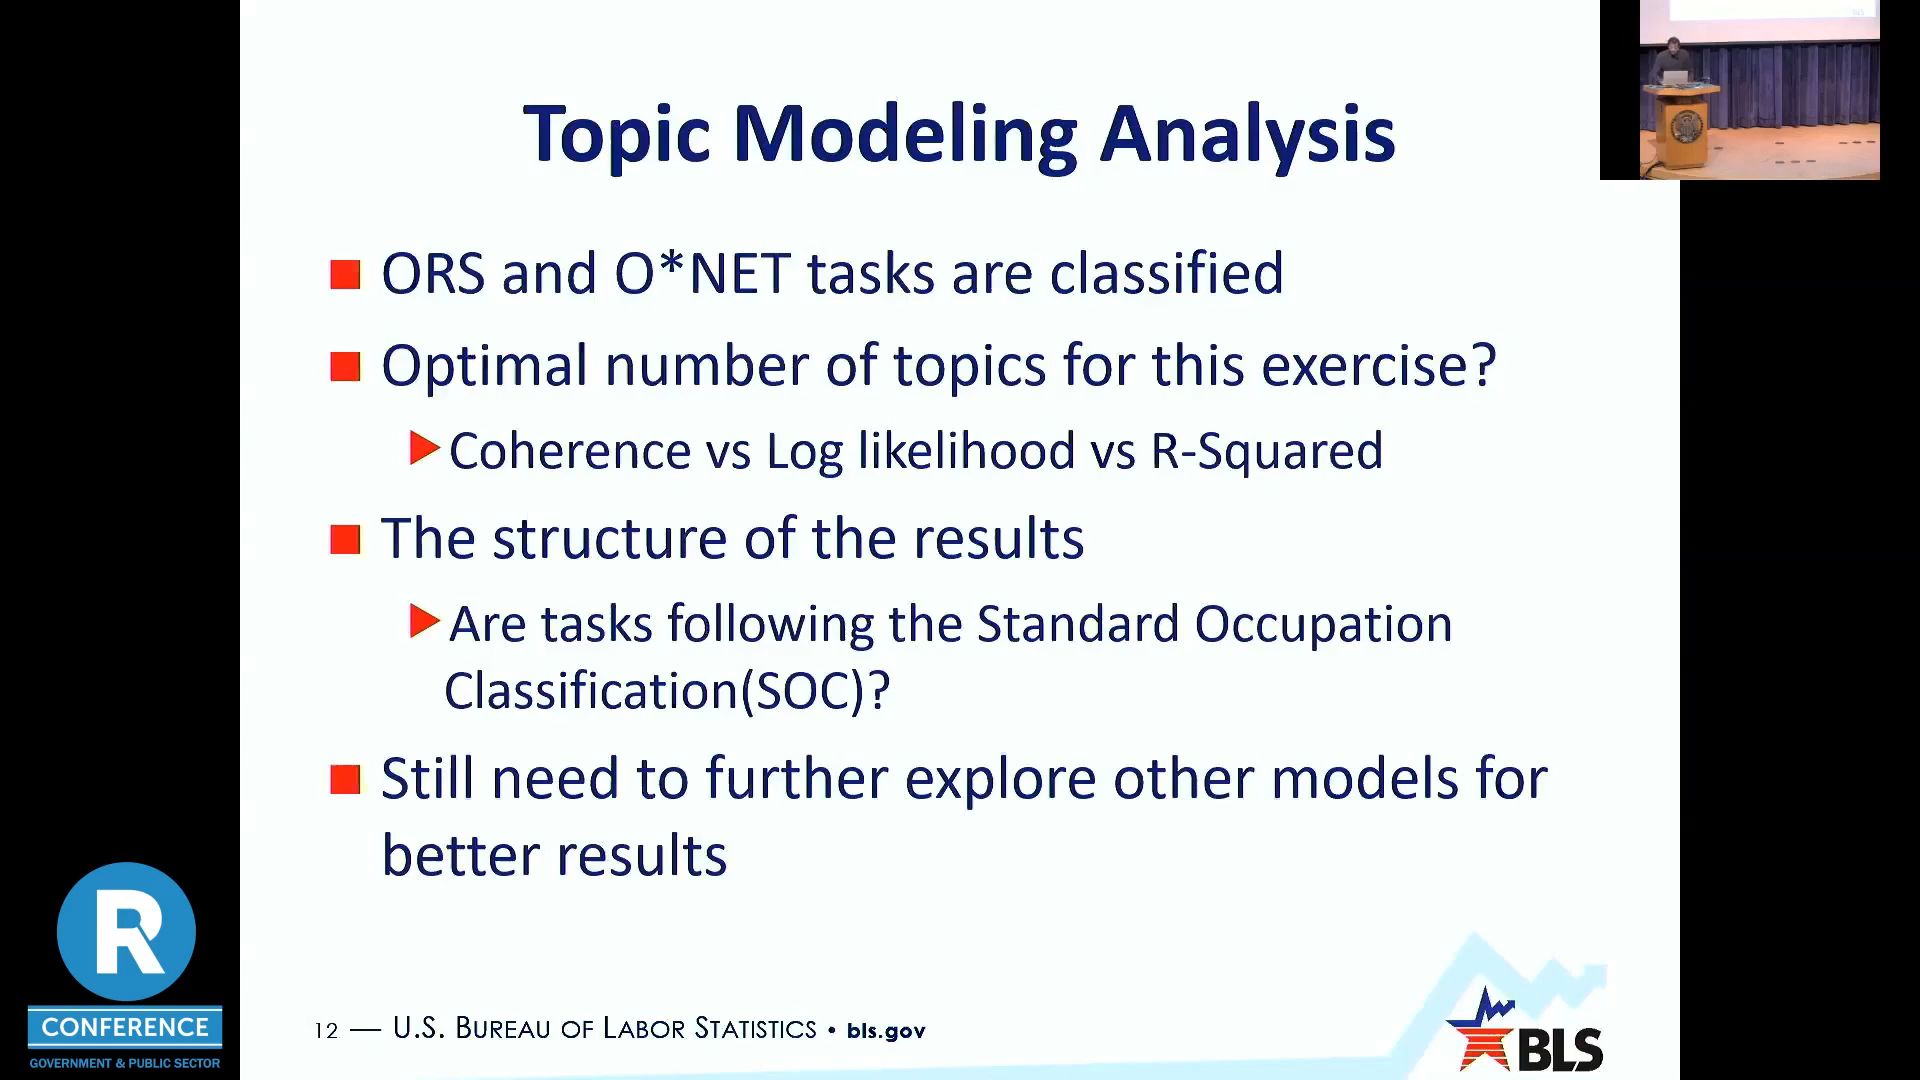 Topic Modeling Analysis
ORS and O*NET tasks are classified
Optimal number of topics for this exercise?
Coherence vs Log likelihood vs R-Squared
The structure of the results
Are tasks following the Standard Occupation
Classification(SOC)?
Still need to further explore other models for
better results
12 — U.S. BUREAU OF LABOR STATISTICS • bls.gov
BLS
R
CONFERENCE
GOVERNMENT & PUBLIC SECTOR